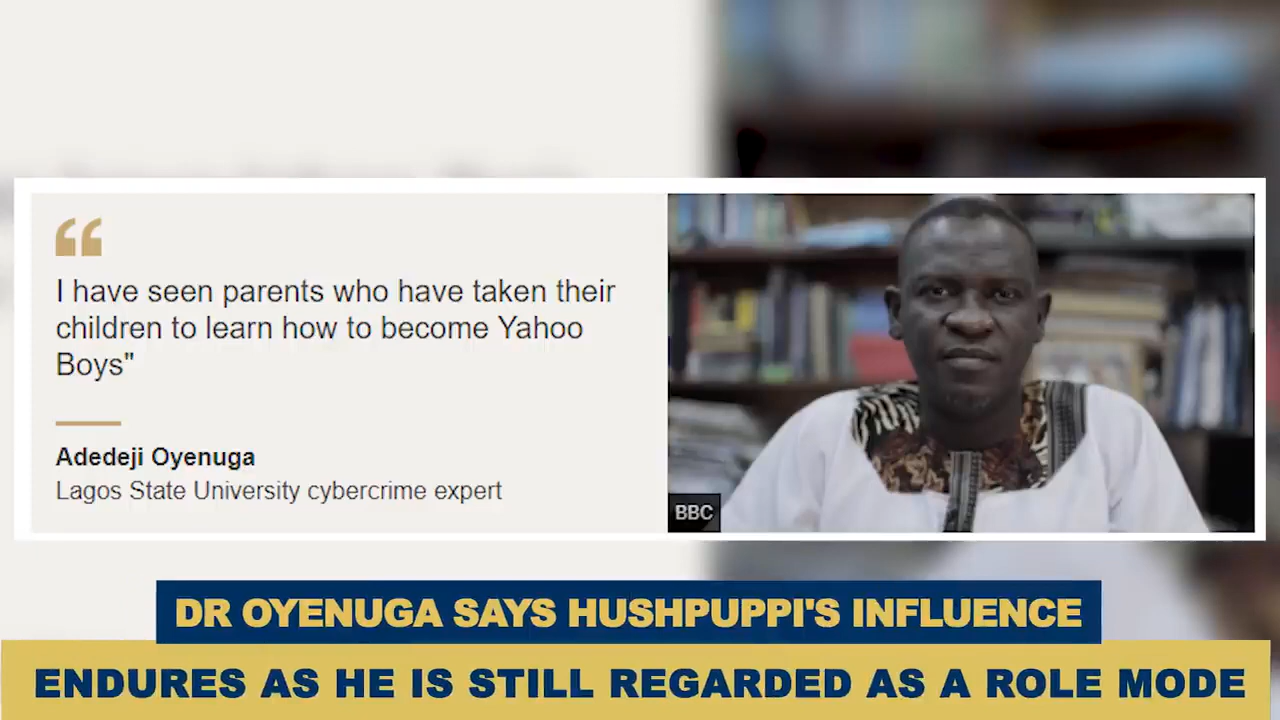 “
I have seen parents who have taken their
children to learn how to become Yahoo
Boys"
Adedeji Oyenuga
Lagos State University cybercrime expert
BBC
DR OYENUGA SAYS HUSHPUPPI'S INFLUENCE
ENDURES AS HE IS STILL REGARDED AS A ROLE MODE